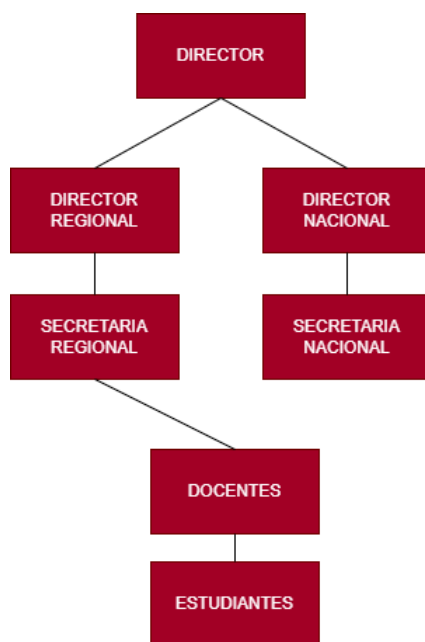 DIRECTOR
DIRECTOR
REGIONAL
DIRECTOR
NACIONAL
SECRETARIA
REGIONAL
SECRETARIA
NACIONAL
DOCENTES
ESTUDIANTES